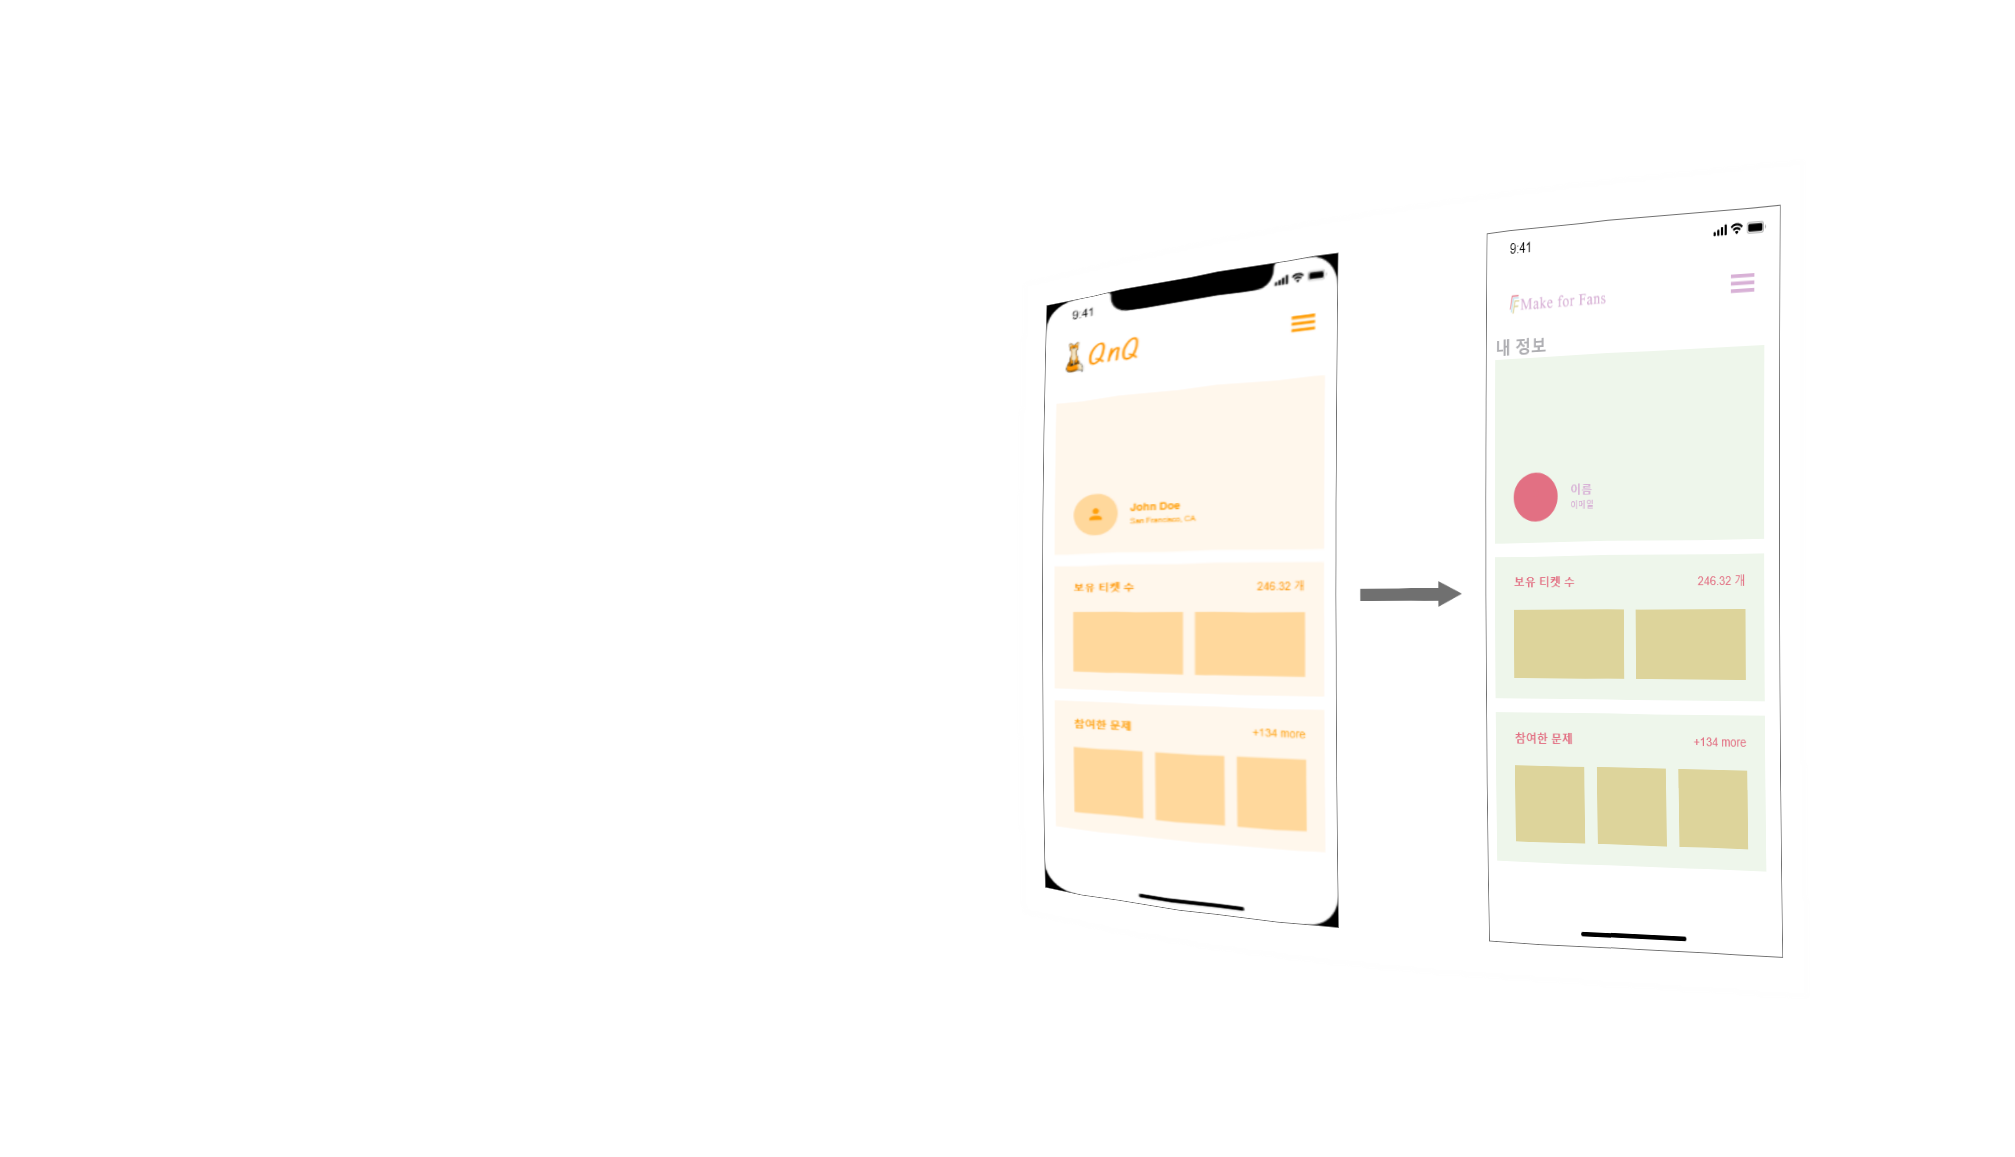 9:41
QnQ
John Doe
San Francisco, CA
보유 티켓 수
246.32 개
참여한 문제
+134 more
9:41
Make for Fans
내 정보
이름
이메일
보유 티켓 수
246.32 개
참여한 문제
+134 more